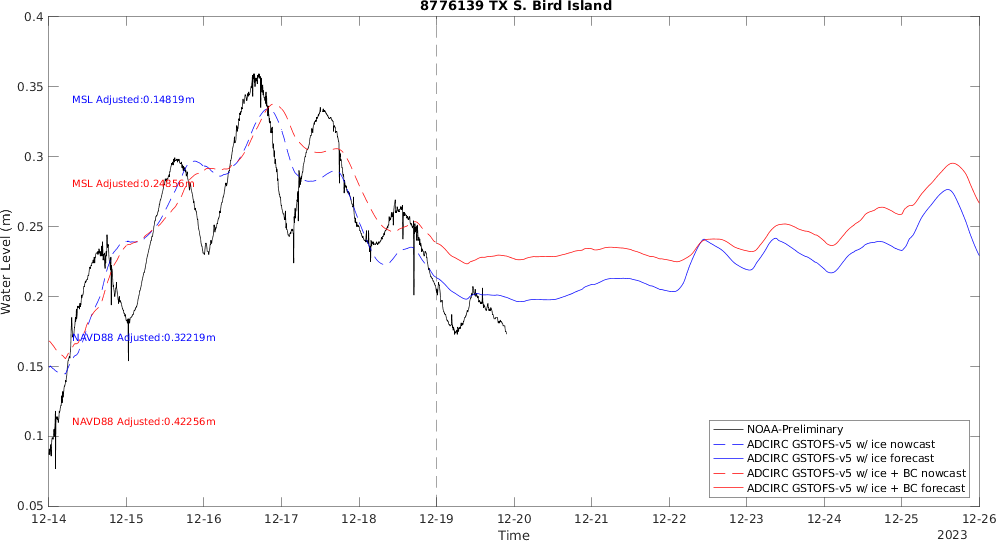 8776139 TX S. Bird Island
0.4
0.35
0.3
0.25
0.2
0.15
0.1
0.05
Water Level (m)
MSL Adjusted:0.14819m
MSL Adjusted:0.24856m
NAVD88 Adjusted:0.32219m
NAVD88 Adjusted:0.42256m
NOAA-Preliminary
ADCIRC GSTOFS-v5 w/ ice nowcast
ADCIRC GSTOFS-v5 w/ ice forecast
ADCIRC GSTOFS-v5 w/ ice + BC nowcast
ADCIRC GSTOFS-v5 w/ ice + BC forecast
12-14 12-15 12-16 12-17 12-18 12-19 12-20 12-21 12-22 12-23 12-24 12-25 12-26
Time
2023